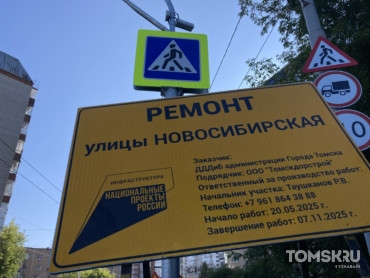 РЕМОНТ
улицы НОВОСИБИРСКАЯ
Заказчик:
ДДДиБ администрации Города Томска
Подрядчик: ООО "Томскдорстрой"
Ответственный за производство работ:
Начальник участка: Таушканов Р.В.
Телефон: +7 961 864 38 88
Начало работ: 20.05.2025 г.
Завершение работ: 07.11.2025 г.
ИНФРАСТРУКТУРА
НАЦИОНАЛЬНЫЕ
ПРОЕКТЫ
РОССИИ
TOMSK.RU